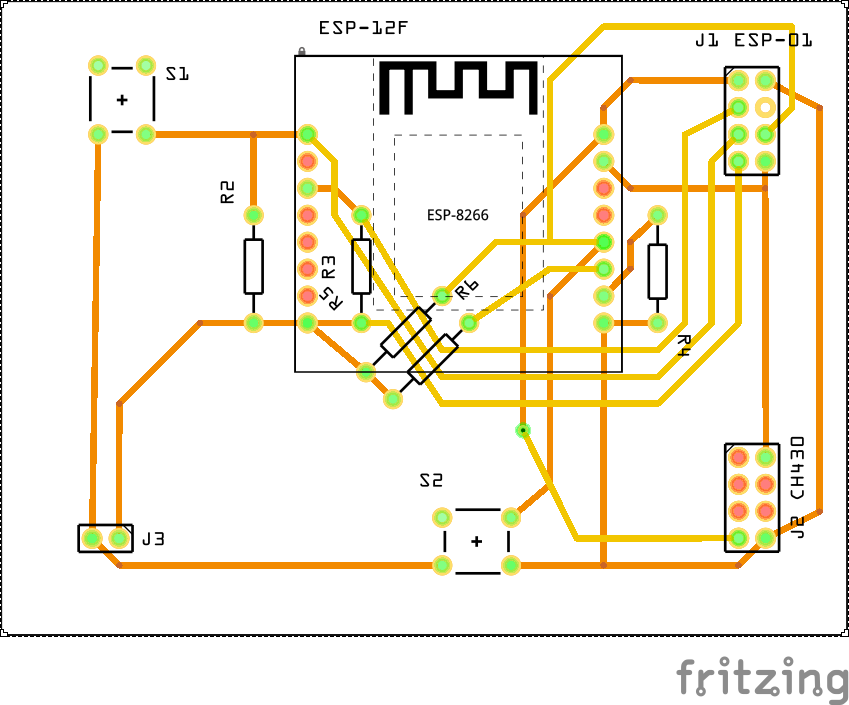 ESP-12F
J1 ESP-01
S1
R2
ESP-8266
R3
R5
R6
R4
S2
J2 CH430
J3
fritzing